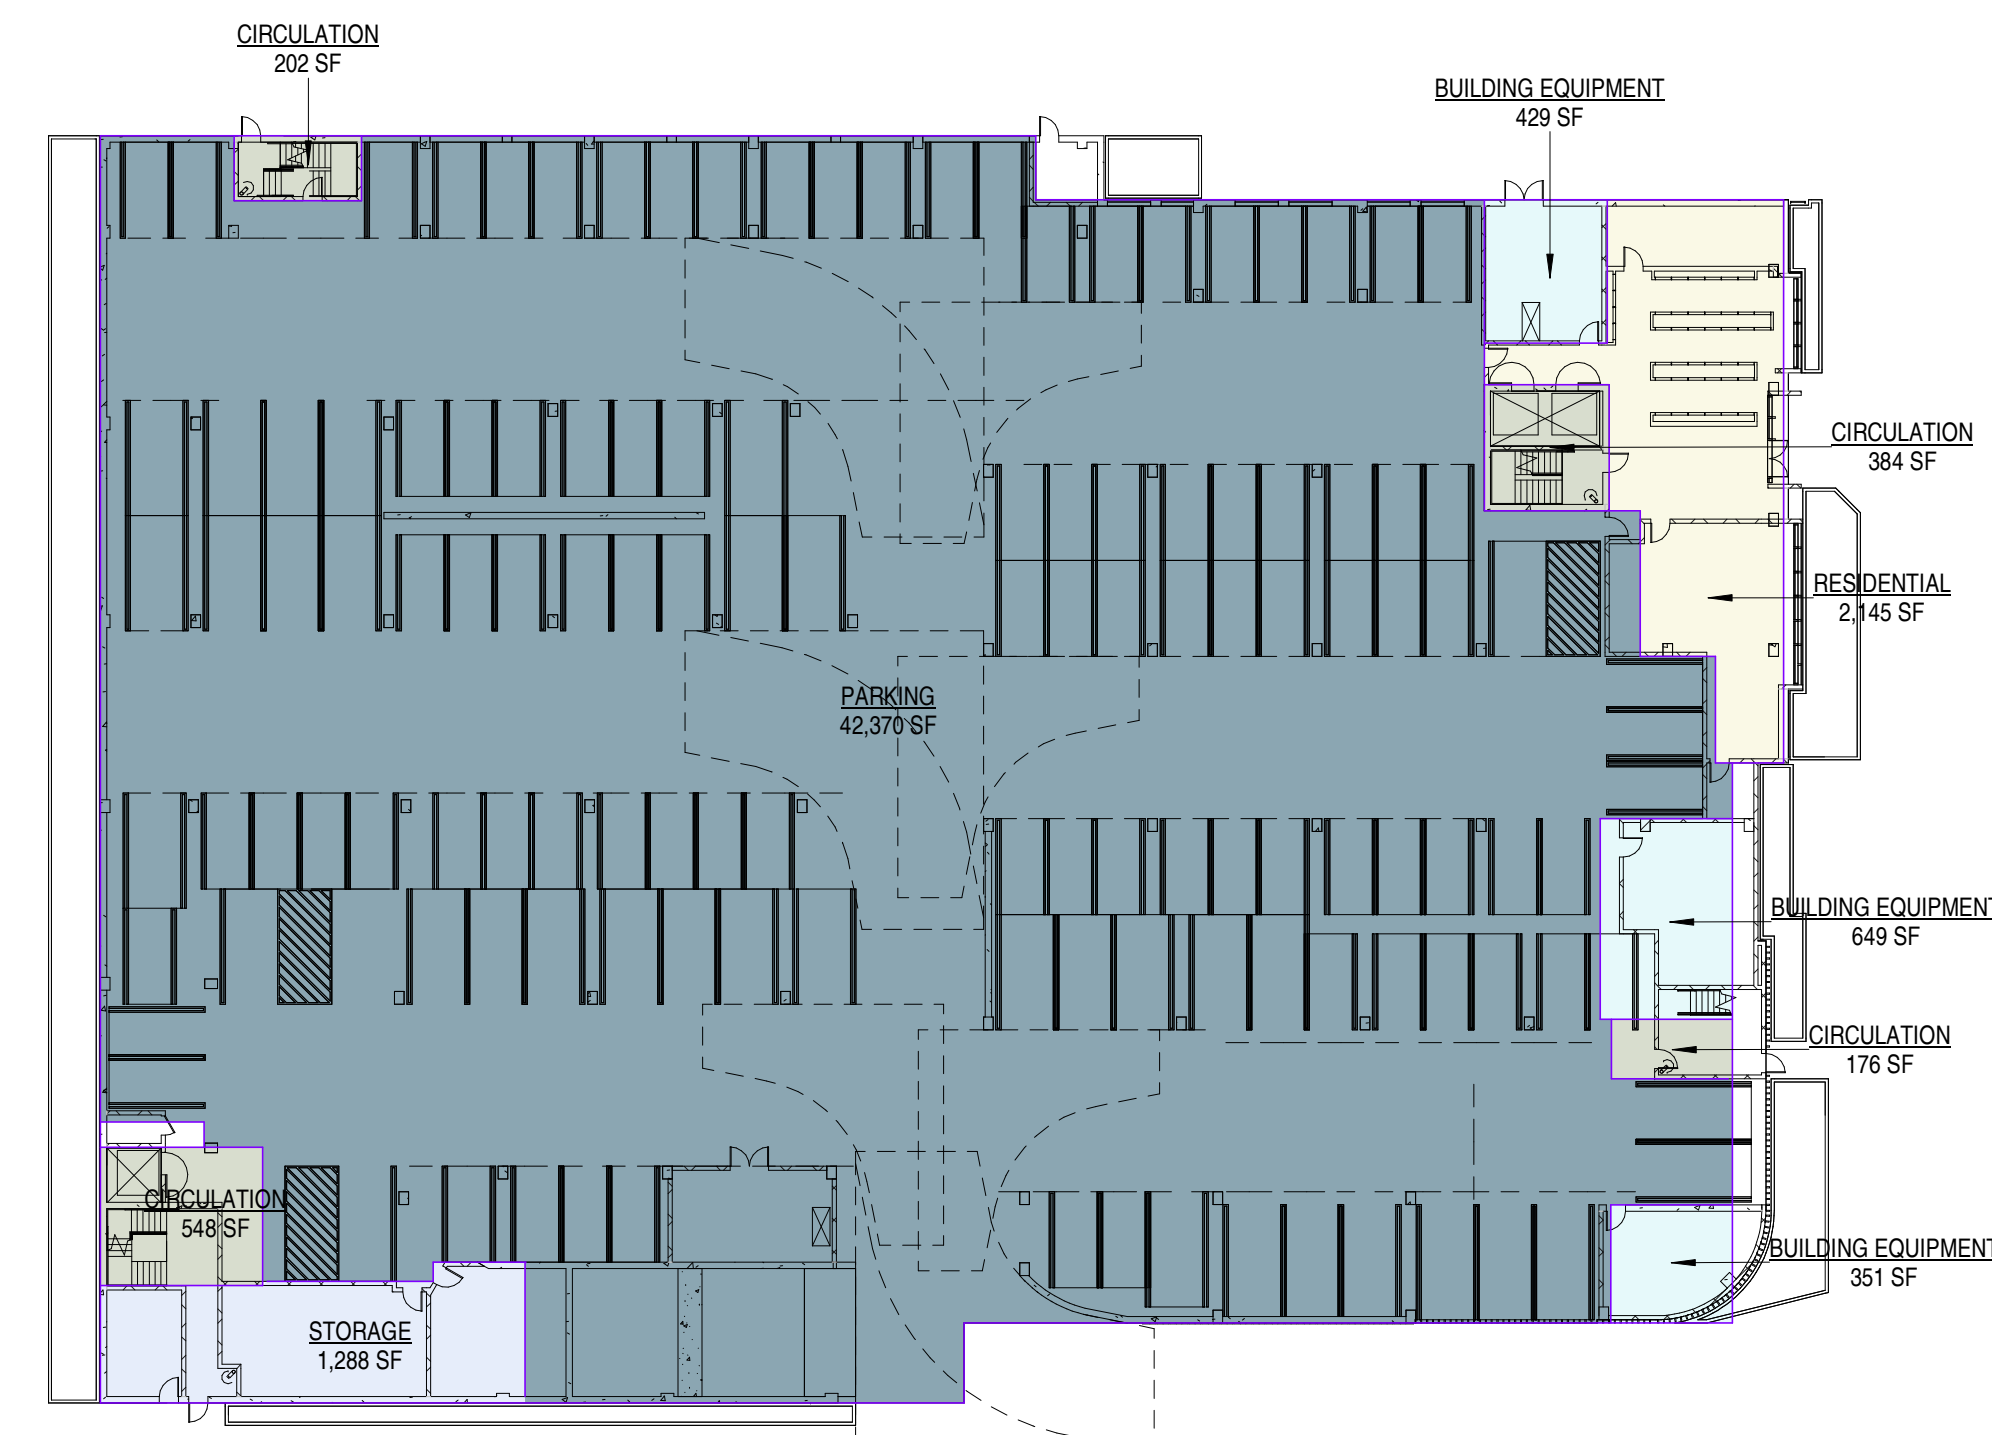 CIRCULATION
202 SF
BUILDING EQUIPMENT
429 SF
CIRCULATION
384 SF
RESIDENTIAL
2,145 SF
PARKING
42,370 SF
BUILDING EQUIPMENT
649 SF
CIRCULATION
176 SF
CIRCULATION
548 SF
BUILDING EQUIPMENT
351 SF
STORAGE
1,288 SF